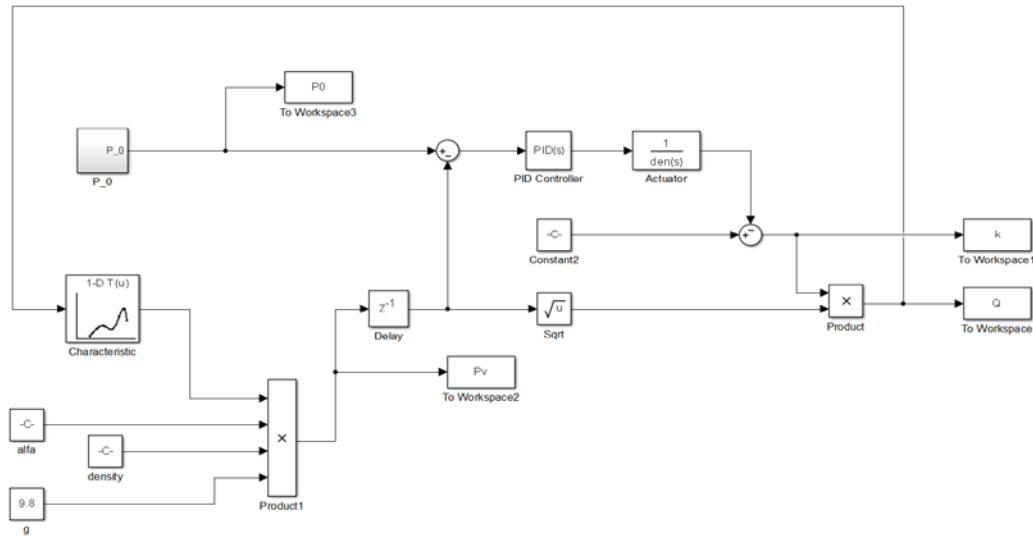 P0
To Workspace3
P_0
P_0
+
−
PID(s)
PID Controller
1
den(s)
Actuator
-C-
Constant2
+
−
k
To Workspace1
1-D T(u)
Characteristic
z-1
Delay
√u
Sqrt
×
Product
Q
To Workspace
Pv
To Workspace2
-C-
alfa
-C-
density
9.8
g
×
Product1